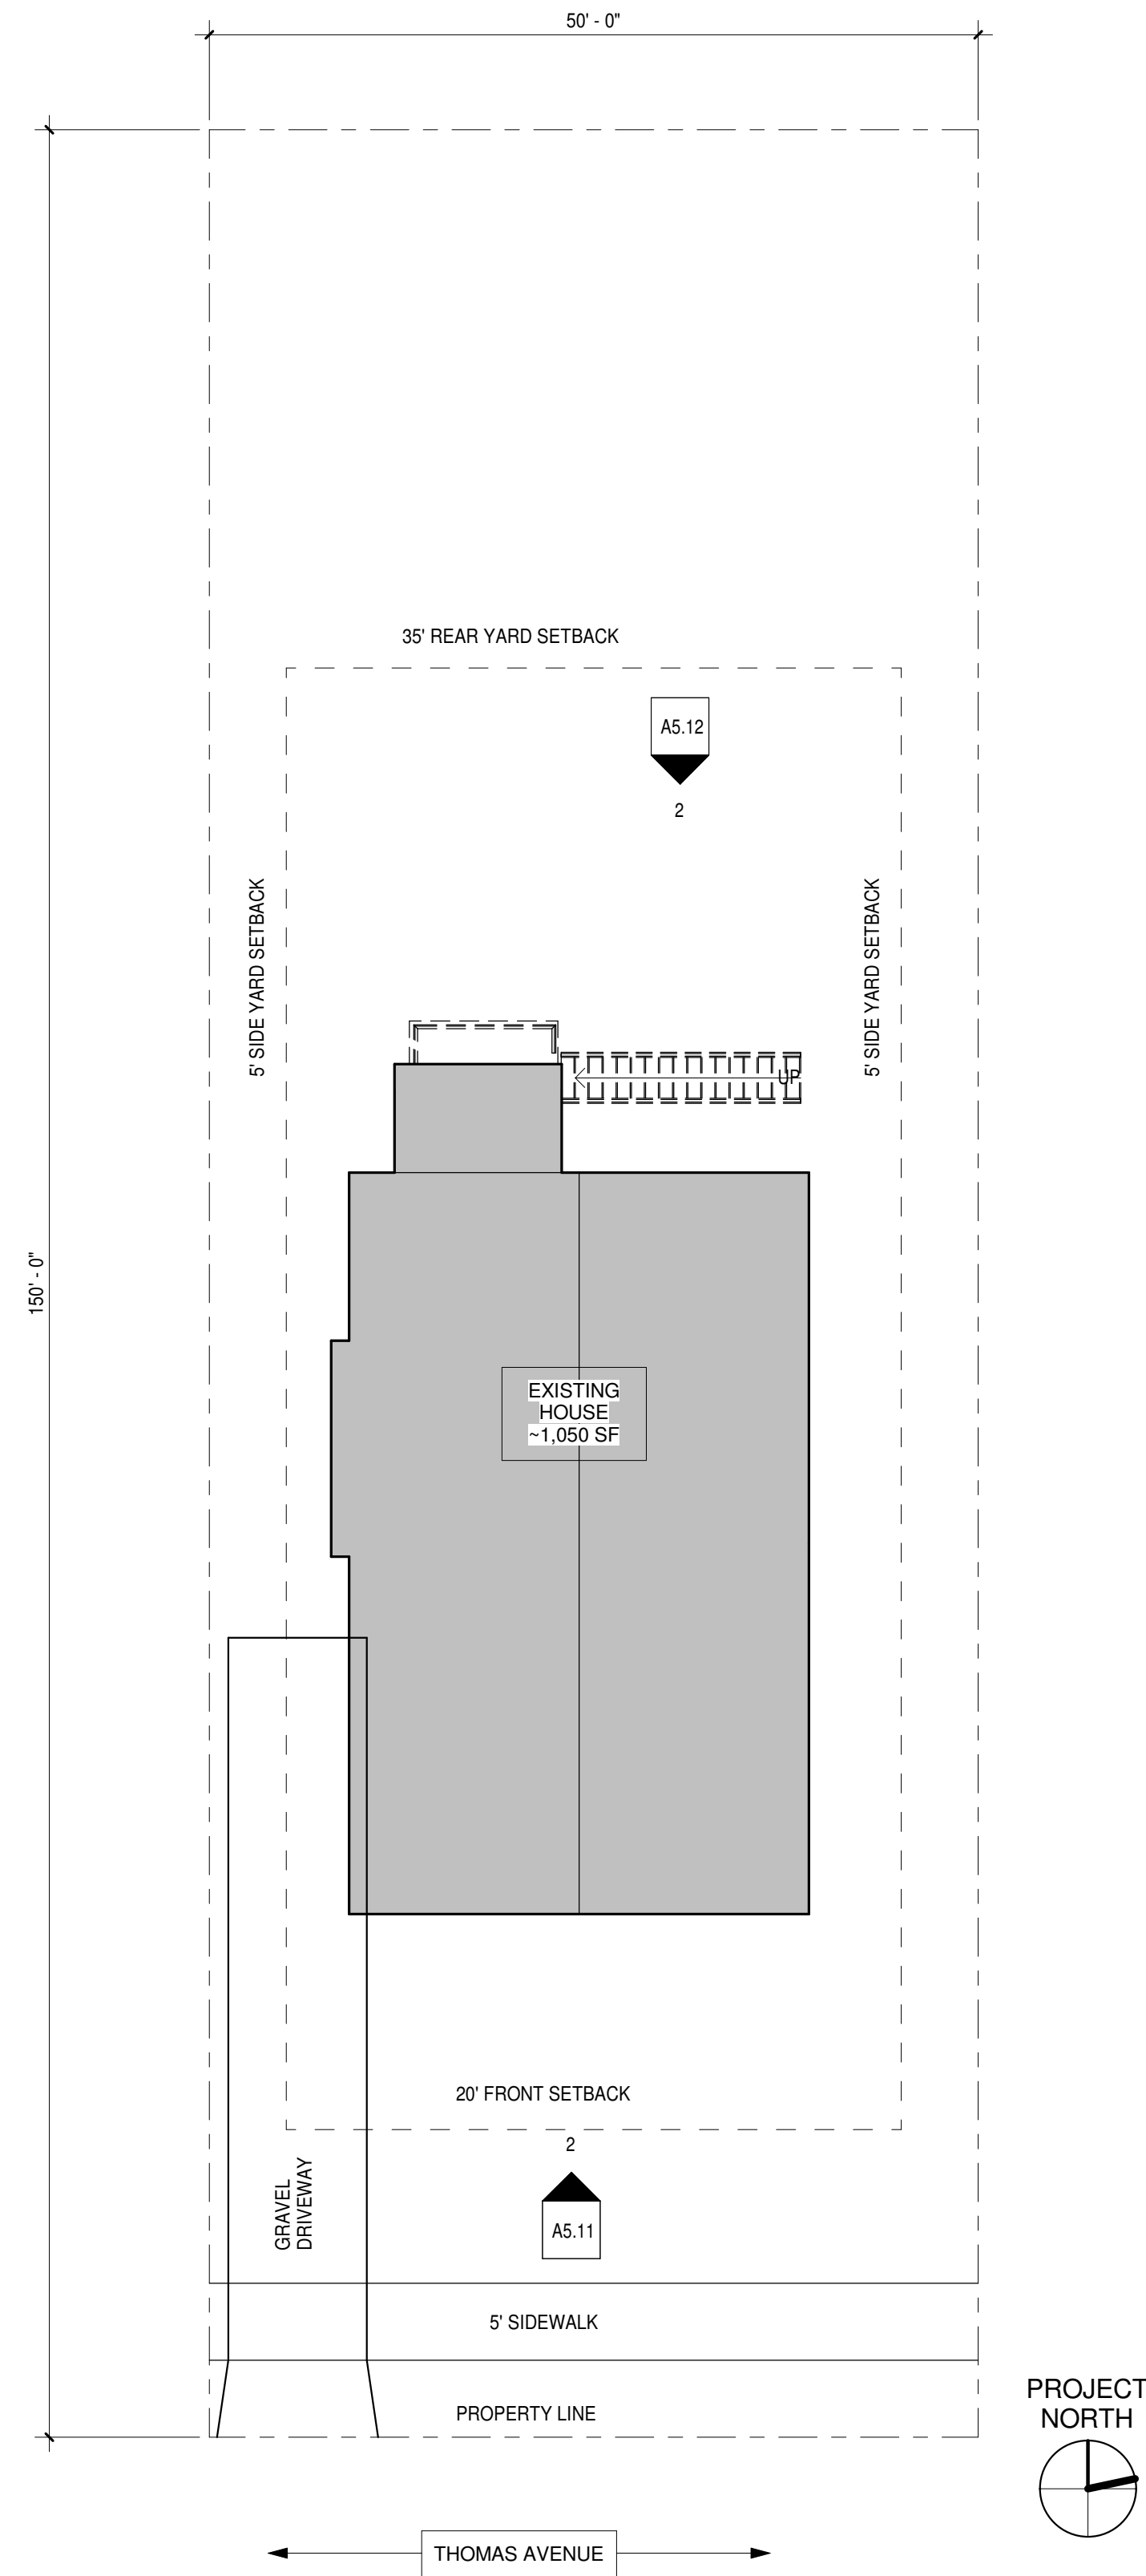 50' - 0"
35' REAR YARD SETBACK
A5.12
2
5' SIDE YARD SETBACK
5' SIDE YARD SETBACK
UP
150' - 0"
EXISTING
HOUSE
~1,050 SF
20' FRONT SETBACK
2
A5.11
GRAVEL
DRIVEWAY
5' SIDEWALK
PROPERTY LINE
PROJECT
NORTH
THOMAS AVENUE